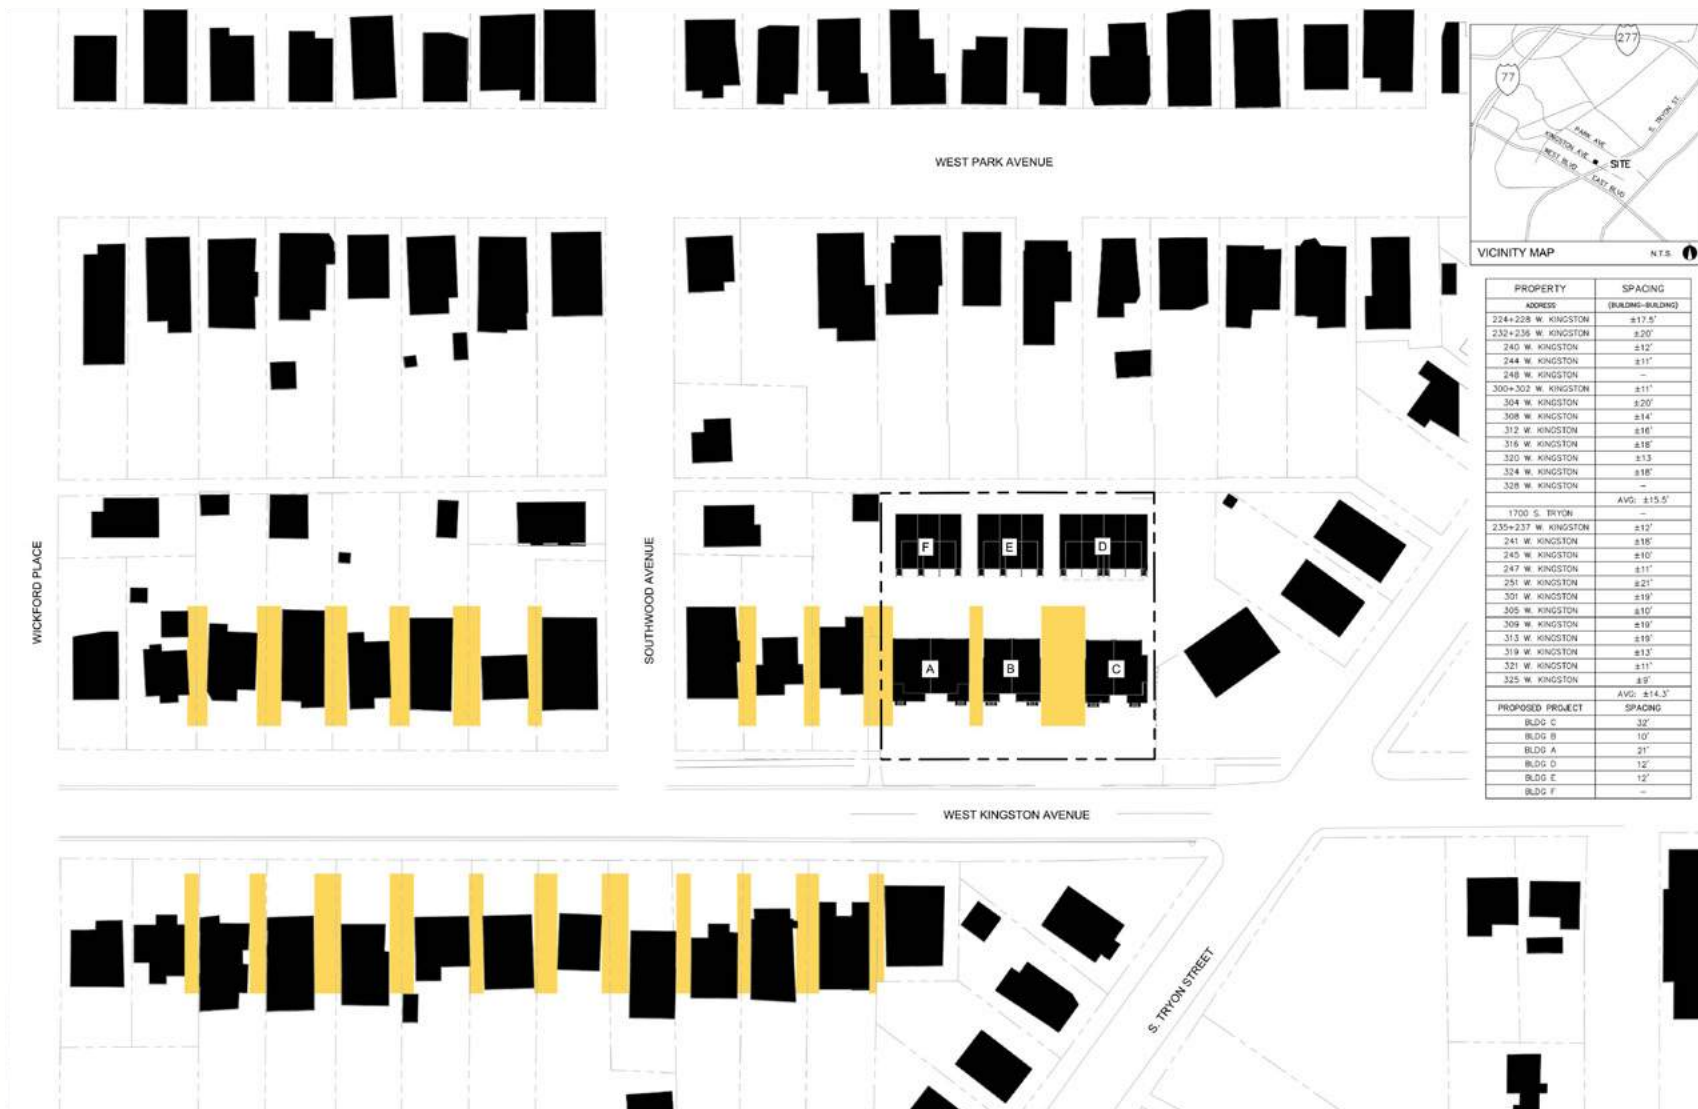 277
77
S. TRYON ST.
PARK AVE
KINGSTON AVE
WEST BLVD
SITE
EAST BLVD
VICINITY MAP N.T.S.
WEST PARK AVENUE
WICKFORD PLACE
SOUTHWOOD AVENUE
F E D
A B C
WEST KINGSTON AVENUE
S. TRYON STREET
PROPERTY SPACING
ADDRESS (BUILDING-BUILDING)
224+228 W. KINGSTON ±17.5'
232+236 W. KINGSTON ±20'
240 W. KINGSTON ±12'
244 W. KINGSTON ±11'
248 W. KINGSTON -
300+302 W. KINGSTON ±11'
304 W. KINGSTON ±20'
308 W. KINGSTON ±14'
312 W. KINGSTON ±16'
316 W. KINGSTON ±18'
320 W. KINGSTON ±13
324 W. KINGSTON ±18'
328 W. KINGSTON -
AVG: ±15.5'
1700 S. TRYON -
235+237 W. KINGSTON ±12'
241 W. KINGSTON ±18'
245 W. KINGSTON ±10'
247 W. KINGSTON ±11'
251 W. KINGSTON ±21'
301 W. KINGSTON ±19'
305 W. KINGSTON ±10'
309 W. KINGSTON ±19'
313 W. KINGSTON ±19'
319 W. KINGSTON ±13'
321 W. KINGSTON ±11'
325 W. KINGSTON ±9'
AVG: ±14.3'
PROPOSED PROJECT SPACING
BLDG C 32'
BLDG B 10'
BLDG A 21'
BLDG D 12'
BLDG E 12'
BLDG F -